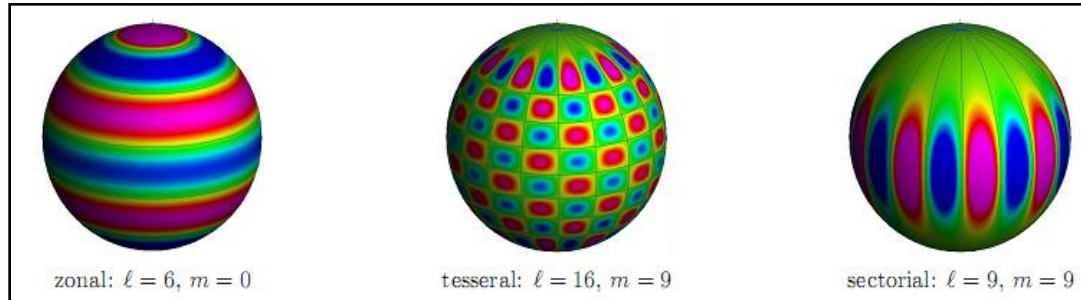 zonal: ℓ = 6, m = 0
tesseral: ℓ = 16, m = 9
sectorial: ℓ = 9, m = 9